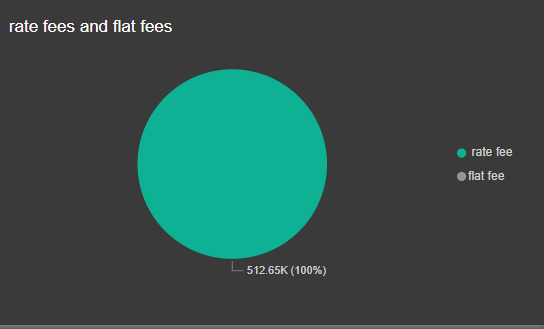 rate fees and flat fees
rate fee
flat fee
512.65K (100%)